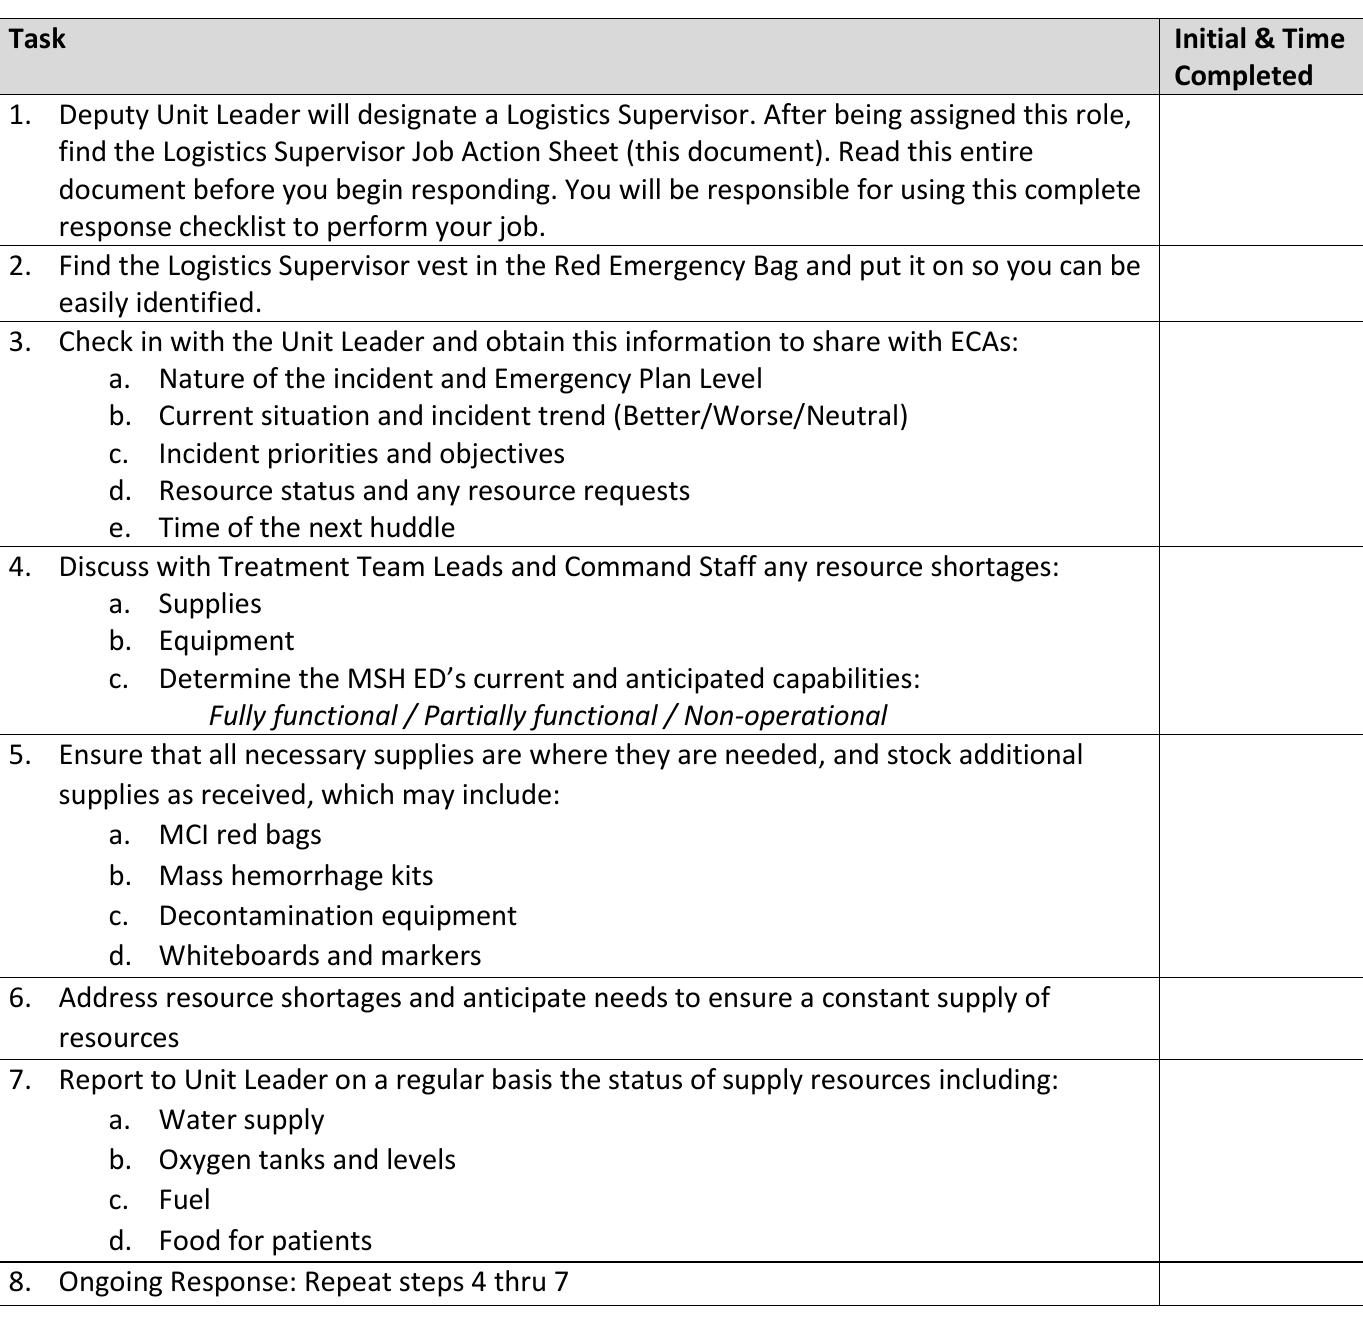 Task
Initial & Time
Completed
1. Deputy Unit Leader will designate a Logistics Supervisor. After being assigned this role,
find the Logistics Supervisor Job Action Sheet (this document). Read this entire
document before you begin responding. You will be responsible for using this complete
response checklist to perform your job.
2. Find the Logistics Supervisor vest in the Red Emergency Bag and put it on so you can be
easily identified.
3. Check in with the Unit Leader and obtain this information to share with ECAs:
a. Nature of the incident and Emergency Plan Level
b. Current situation and incident trend (Better/Worse/Neutral)
c. Incident priorities and objectives
d. Resource status and any resource requests
e. Time of the next huddle
4. Discuss with Treatment Team Leads and Command Staff any resource shortages:
a. Supplies
b. Equipment
c. Determine the MSH ED’s current and anticipated capabilities:
Fully functional / Partially functional / Non-operational
5. Ensure that all necessary supplies are where they are needed, and stock additional
supplies as received, which may include:
a. MCI red bags
b. Mass hemorrhage kits
c. Decontamination equipment
d. Whiteboards and markers
6. Address resource shortages and anticipate needs to ensure a constant supply of
resources
7. Report to Unit Leader on a regular basis the status of supply resources including:
a. Water supply
b. Oxygen tanks and levels
c. Fuel
d. Food for patients
8. Ongoing Response: Repeat steps 4 thru 7